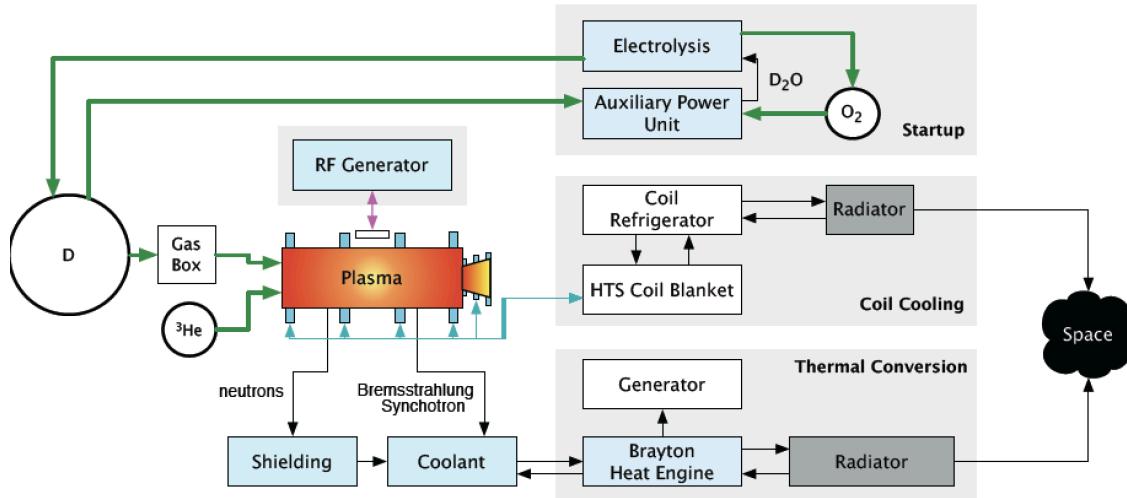 Electrolysis
D₂O
Auxiliary Power
Unit
O₂
Startup
RF Generator
D
Gas
Box
Plasma
³He
Coil
Refrigerator
Radiator
HTS Coil Blanket
Coil Cooling
Space
neutrons
Bremsstrahlung
Synchotron
Thermal Conversion
Generator
Shielding
Coolant
Brayton
Heat Engine
Radiator